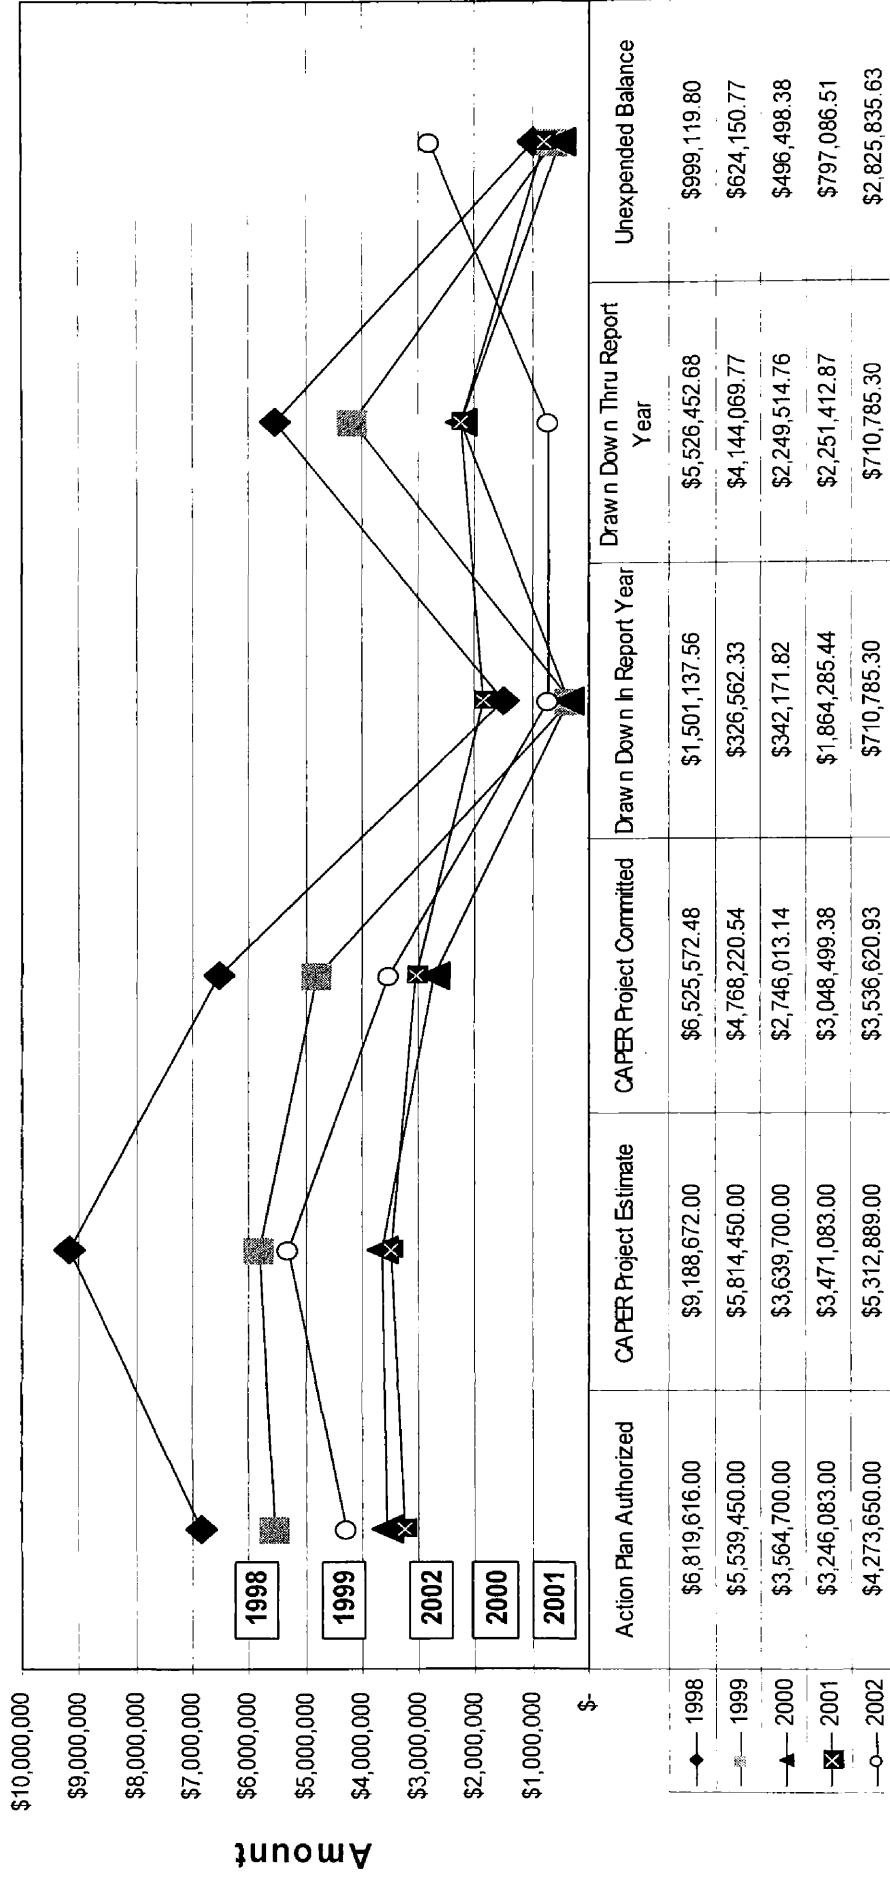 Amount
$10,000,000
$9,000,000
$8,000,000
$7,000,000
$6,000,000
$5,000,000
$4,000,000
$3,000,000
$2,000,000
$1,000,000
$-
1998
1999
2002
2000
2001
Action Plan Authorized CAPER Project Estimate CAPER Project Committed Drawn Down In Report Year Drawn Down Thru Report Unexpended Balance
Year
1998 $6,819,616.00 $9,188,672.00 $6,525,572.48 $1,501,137.56 $5,526,452.68 $999,119.80
1999 $5,539,450.00 $5,814,450.00 $4,768,220.54 $326,562.33 $4,144,069.77 $624,150.77
2000 $3,564,700.00 $3,639,700.00 $2,746,013.14 $342,171.82 $2,249,514.76 $496,498.38
2001 $3,246,083.00 $3,471,083.00 $3,048,499.38 $1,864,285.44 $2,251,412.87 $797,086.51
2002 $4,273,650.00 $5,312,889.00 $3,536,620.93 $710,785.30 $710,785.30 $2,825,835.63